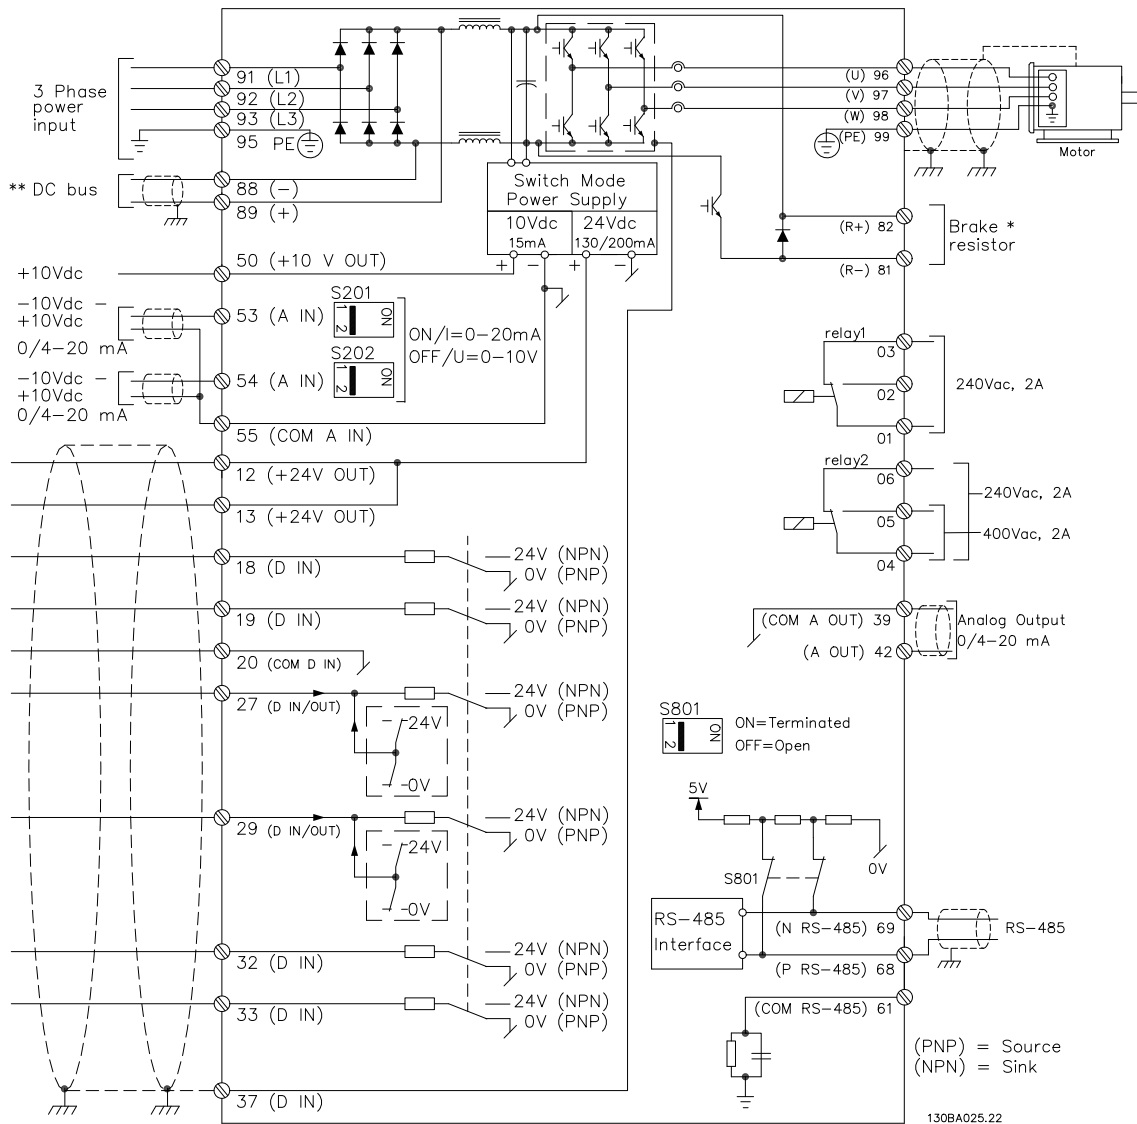 3 Phase
power
input
91 (L1)
92 (L2)
93 (L3)
95 PE
** DC bus
88 (−)
89 (+)
Switch Mode
Power Supply
10Vdc
15mA
24Vdc
130/200mA
+ − + −
(U) 96
(V) 97
(W) 98
(PE) 99
Motor
(R+) 82
(R−) 81
Brake *
resistor
+10Vdc
50 (+10 V OUT)
−10Vdc −
+10Vdc
0/4−20 mA
53 (A IN)
S201
1 2
ON
ON/I=0−20mA
OFF/U=0−10V
−10Vdc −
+10Vdc
0/4−20 mA
54 (A IN)
S202
1 2
ON
55 (COM A IN)
12 (+24V OUT)
13 (+24V OUT)
18 (D IN)
24V (NPN)
0V (PNP)
19 (D IN)
24V (NPN)
0V (PNP)
20 (COM D IN)
27 (D IN/OUT)
24V (NPN)
0V (PNP)
24V
0V
29 (D IN/OUT)
24V (NPN)
0V (PNP)
24V
0V
32 (D IN)
24V (NPN)
0V (PNP)
33 (D IN)
24V (NPN)
0V (PNP)
37 (D IN)
relay1
03
02
01
240Vac, 2A
relay2
06
05
04
240Vac, 2A
400Vac, 2A
(COM A OUT) 39
(A OUT) 42
Analog Output
0/4−20 mA
S801
1 2
ON
ON=Terminated
OFF=Open
5V
0V
S801
RS−485
Interface
(N RS−485) 69
(P RS−485) 68
RS−485
(COM RS−485) 61
(PNP) = Source
(NPN) = Sink
130BA025.22